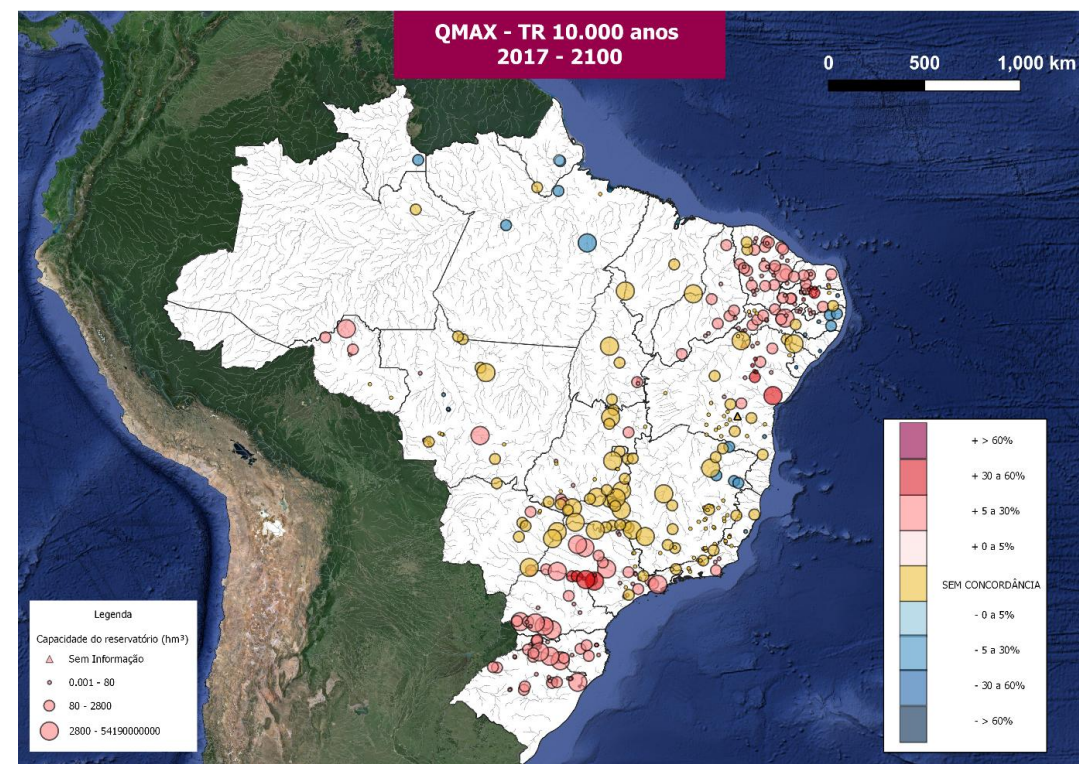 QMAX - TR 10.000 anos
2017 - 2100
0 500 1,000 km
+ > 60%
+ 30 a 60%
+ 5 a 30%
+ 0 a 5%
SEM CONCORDÂNCIA
- 0 a 5%
- 5 a 30%
- 30 a 60%
- > 60%
Legenda
Capacidade do reservatório (hm³)
Sem Informação
0.001 - 80
80 - 2800
2800 - 54190000000